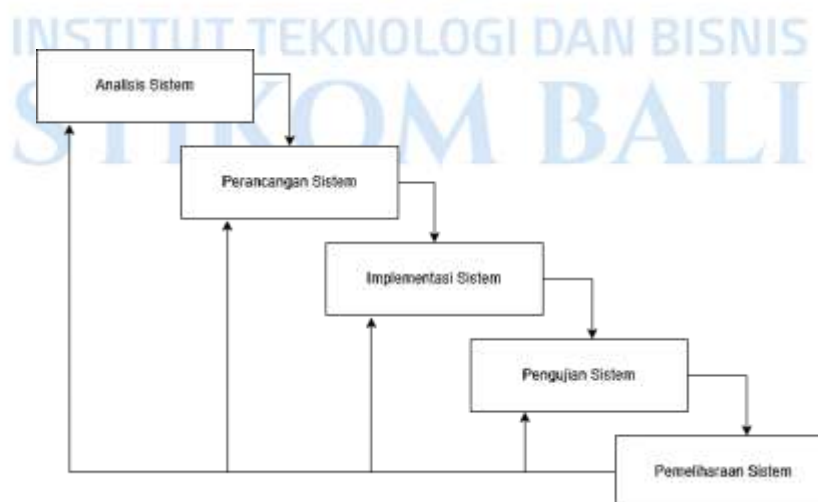 INSTITUT TEKNOLOGI DAN BISNIS
STIKOM BALI
Analisis Sistem
Perancangan Sistem
Implementasi Sistem
Pengujian Sistem
Pemeliharaan Sistem